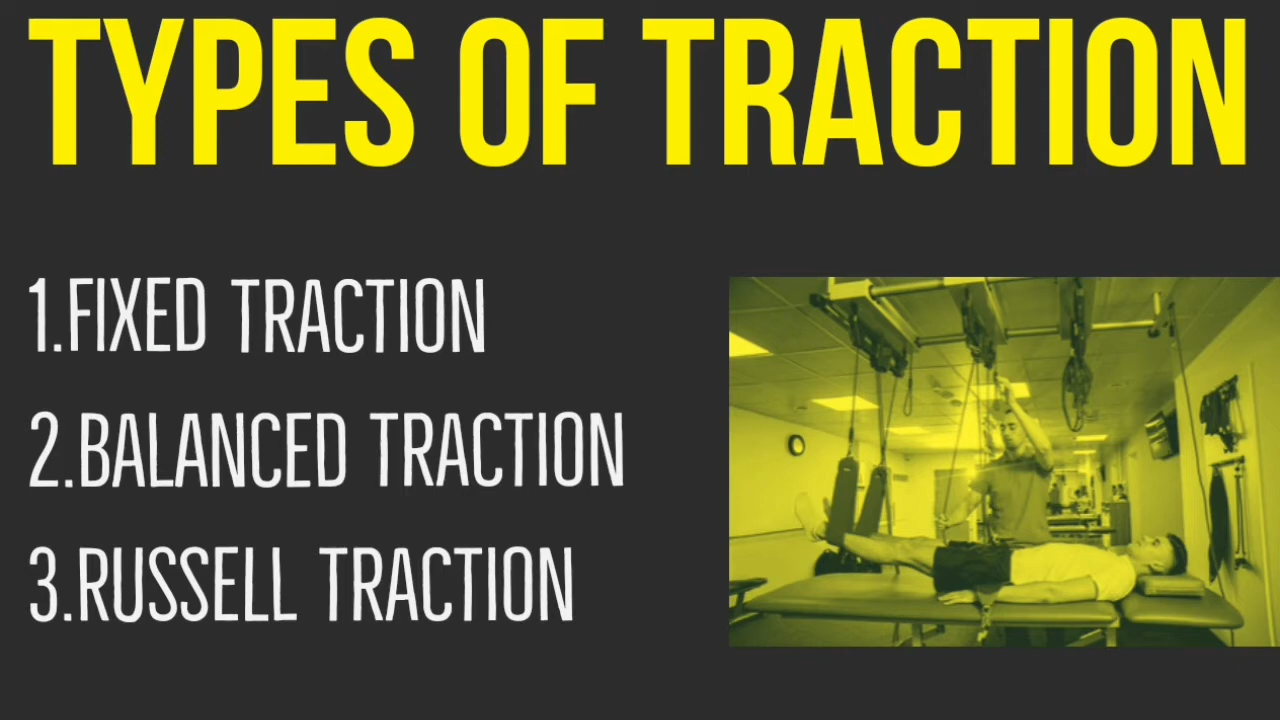 TYPES OF TRACTION
1.FIXED TRACTION
2.BALANCED TRACTION
3.RUSSELL TRACTION